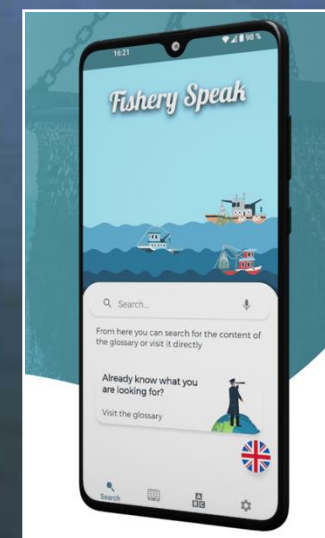 16:21
98 %
Fishery Speak
Search...
From here you can search for the content of
the glossary or visit it directly
Already know what you
are looking for?
Visit the glossary
Search
A
B C